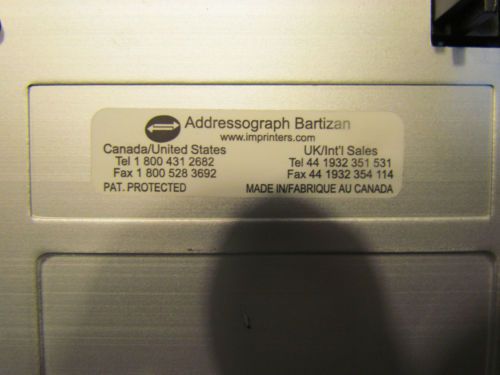 Addressograph Bartizan
www.imprinters.com
Canada/United States UK/Int'l Sales
Tel 1 800 431 2682 Tel 44 1932 351 531
Fax 1 800 528 3692 Fax 44 1932 354 114
PAT. PROTECTED MADE IN/FABRIQUE AU CANADA